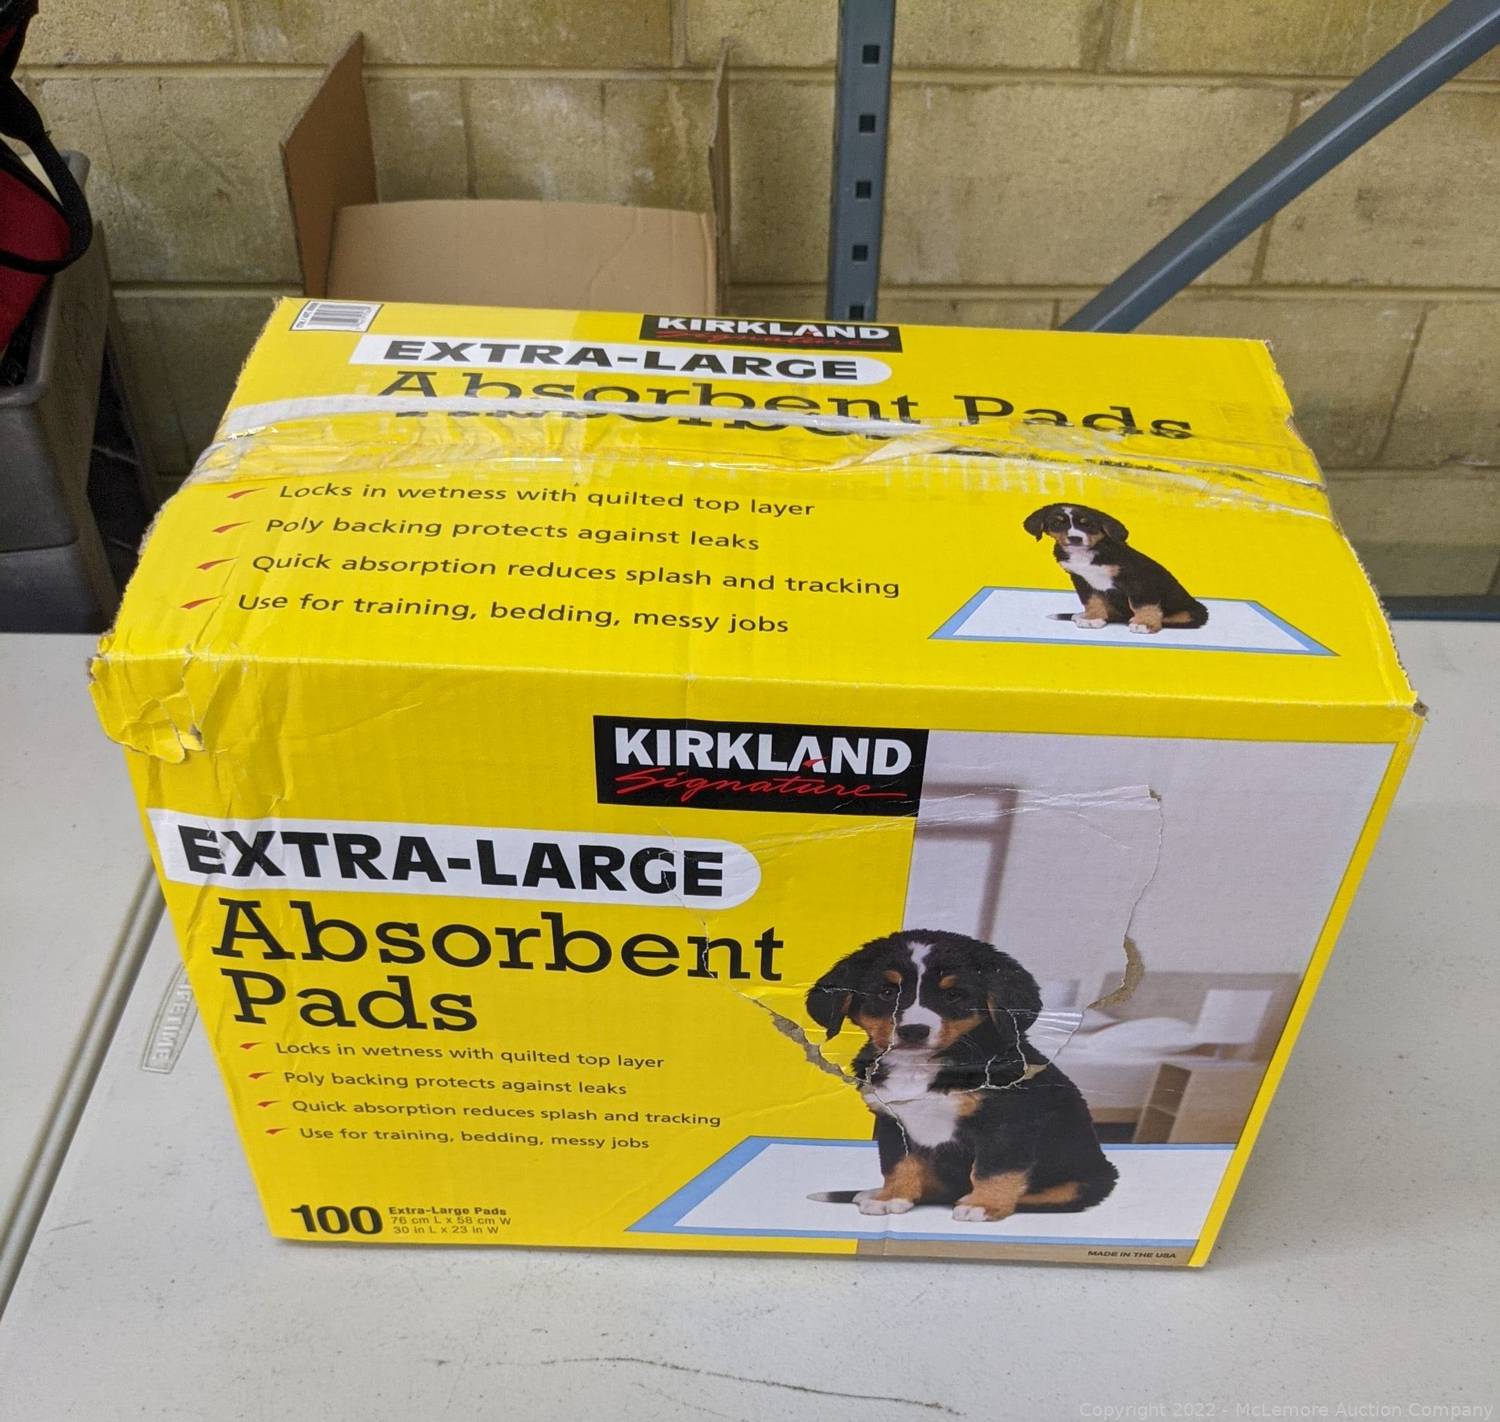 KIRKLAND
Signature
EXTRA-LARGE
Absorbent Pads
Locks in wetness with quilted top layer
Poly backing protects against leaks
Quick absorption reduces splash and tracking
Use for training, bedding, messy jobs
KIRKLAND
Signature
EXTRA-LARGE
Absorbent
Pads
Locks in wetness with quilted top layer
Poly backing protects against leaks
Quick absorption reduces splash and tracking
Use for training, bedding, messy jobs
100 Extra-Large Pads
76 cm L x 58 cm W
30 in L x 23 in W
MADE IN THE USA
LIFETIME
Copyright 2022 - McLemore Auction Company